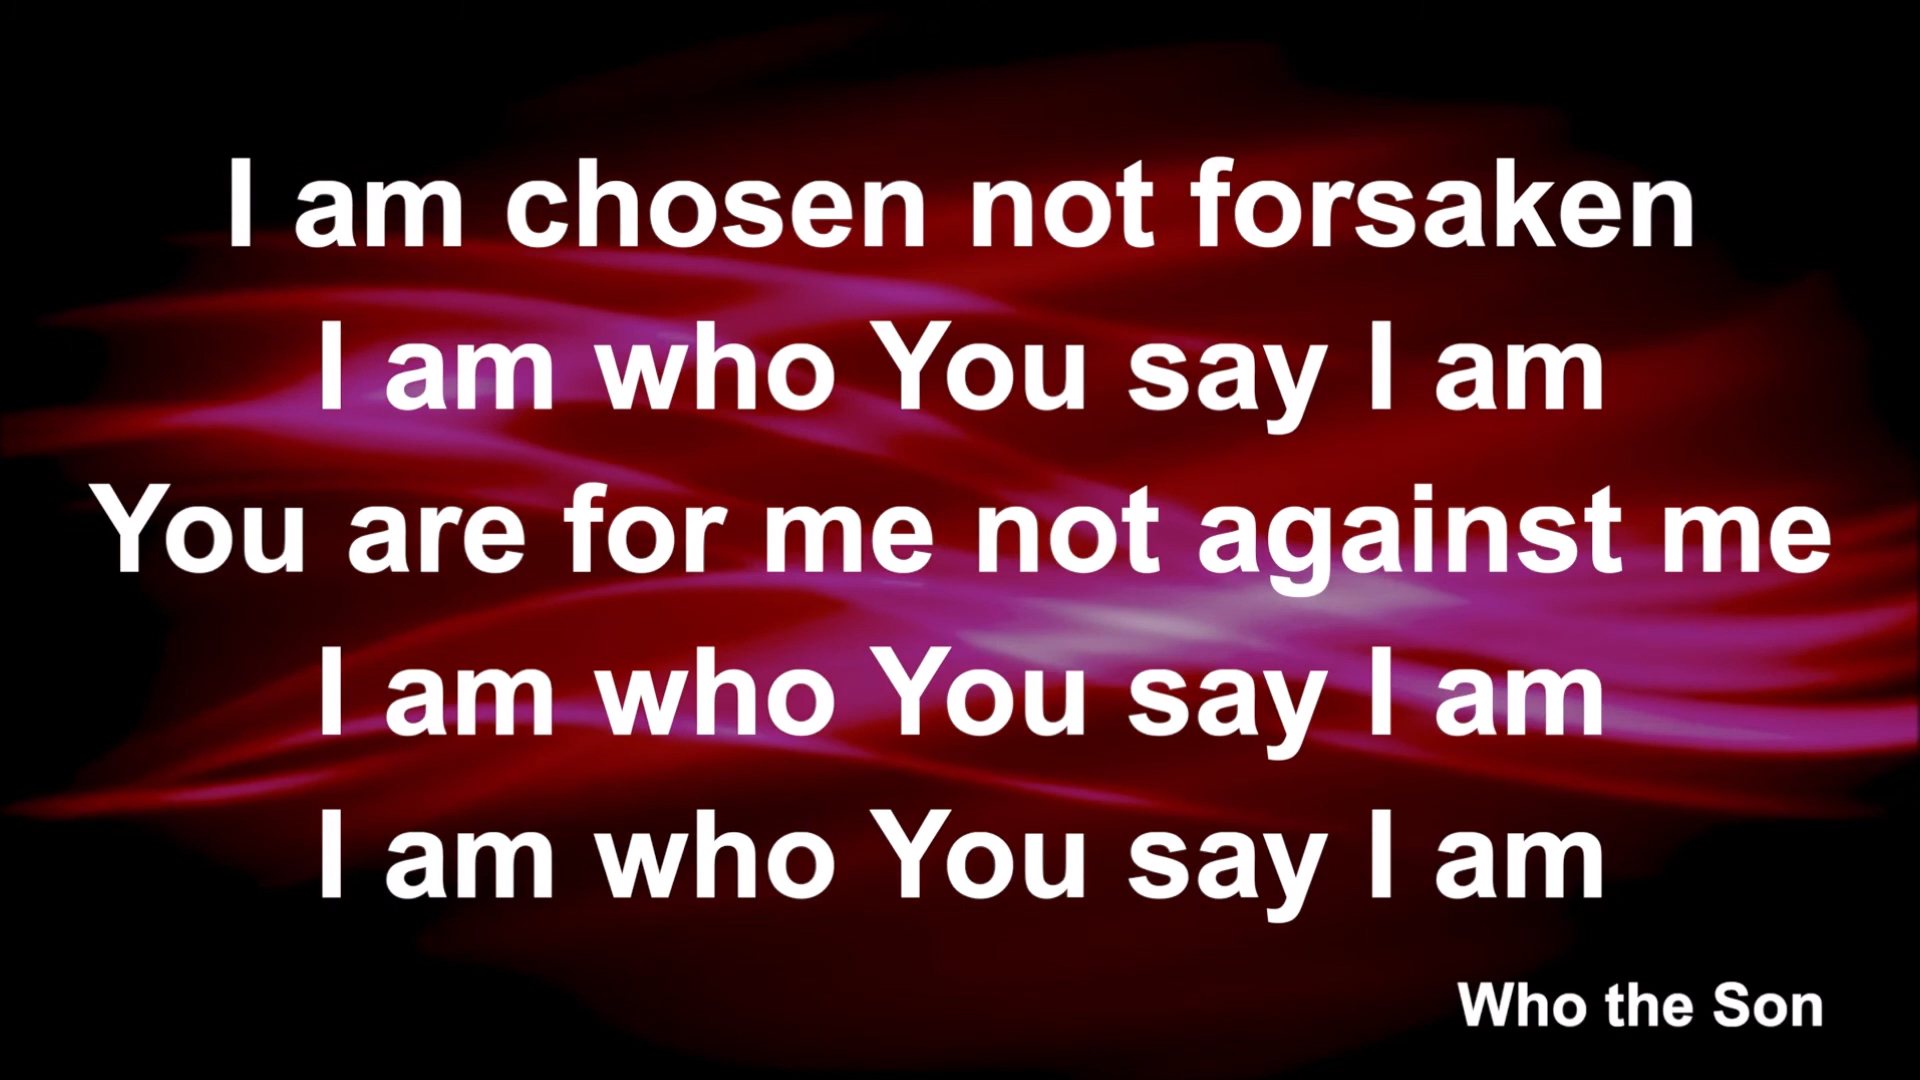 I am chosen not forsaken
I am who You say I am
You are for me not against me
I am who You say I am
I am who You say I am
Who the Son